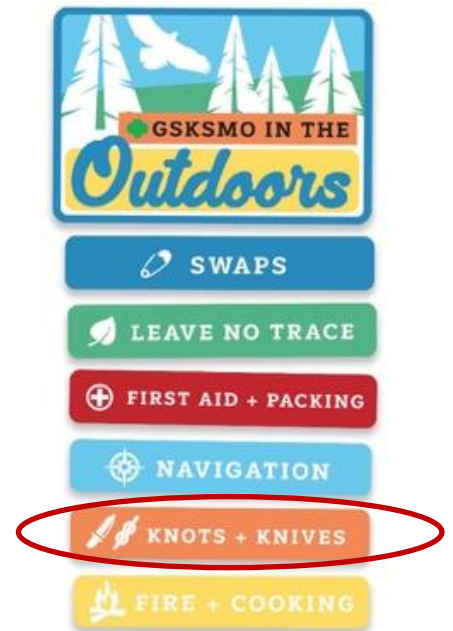 GSKSMO IN THE
Outdoors
SWAPS
LEAVE NO TRACE
FIRST AID + PACKING
NAVIGATION
KNOTS + KNIVES
FIRE + COOKING